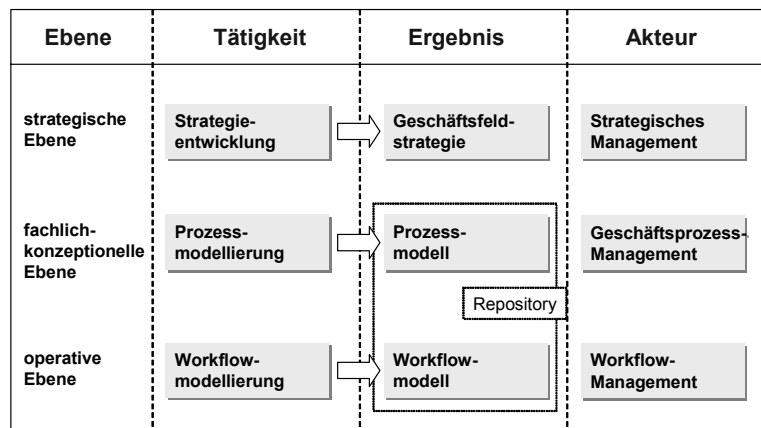 Ebene Tätigkeit Ergebnis Akteur
strategische
Ebene
Strategie-
entwicklung
Geschäftsfeld-
strategie
Strategisches
Management
fachlich-
konzeptionelle
Ebene
Prozess-
modellierung
Prozess-
modell
Geschäftsprozess-
Management
Repository
operative
Ebene
Workflow-
modellierung
Workflow-
modell
Workflow-
Management